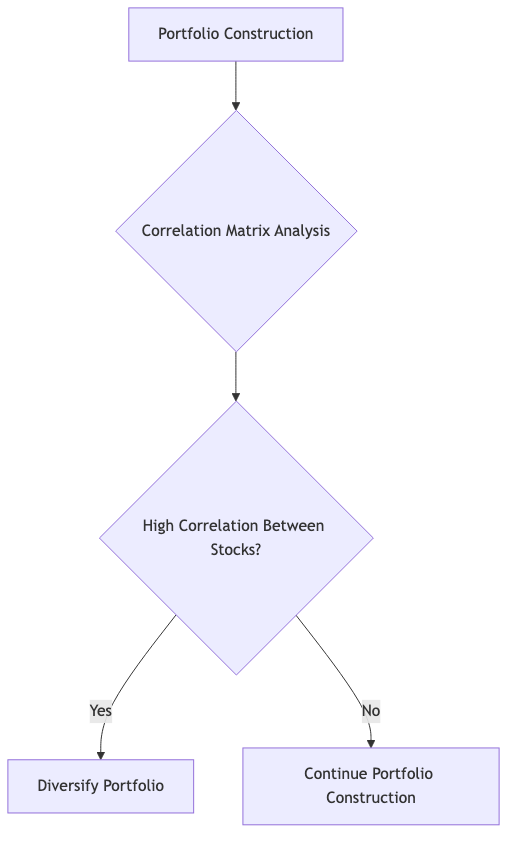 Portfolio Construction
Correlation Matrix Analysis
High Correlation Between
Stocks?
Yes
No
Diversify Portfolio
Continue Portfolio
Construction